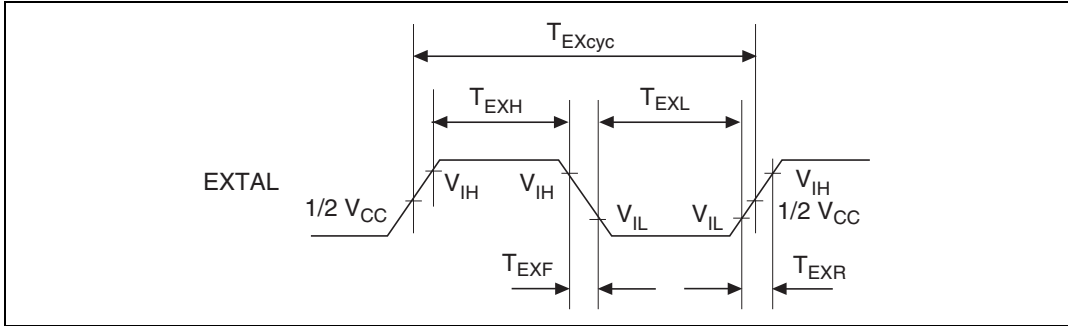 T_EXcyc
T_EXH T_EXL
EXTAL V_IH V_IH V_IH
1/2 V_CC V_IL V_IL 1/2 V_CC
T_EXF T_EXR